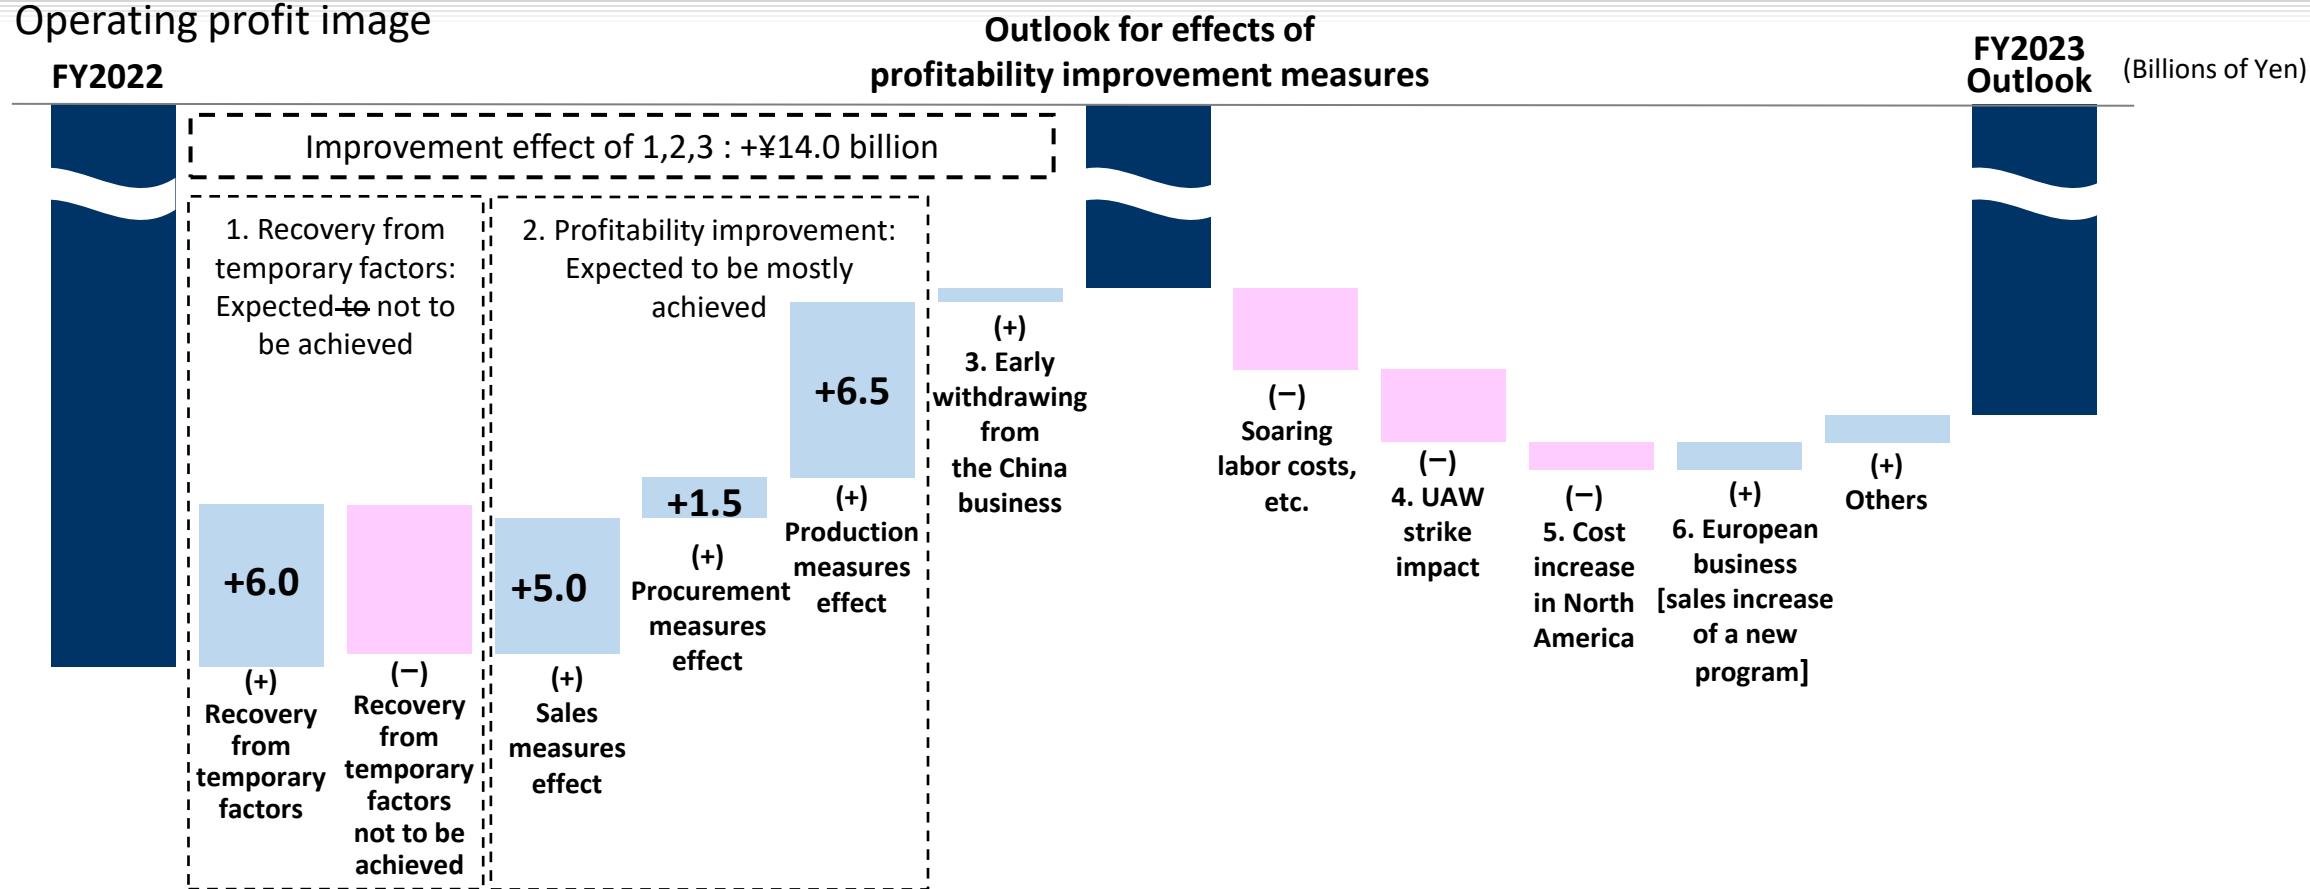 Operating profit image
FY2022
Outlook for effects of
profitability improvement measures
FY2023
Outlook
(Billions of Yen)
Improvement effect of 1,2,3 : +¥14.0 billion
1. Recovery from
temporary factors:
Expected to not to
be achieved
2. Profitability improvement:
Expected to be mostly
achieved
+6.0
(+)
Recovery
from
temporary
factors
(−)
Recovery
from
temporary
factors
not to be
achieved
+5.0
(+)
Sales
measures
effect
+1.5
(+)
Procurement
measures
effect
+6.5
(+)
Production
measures
effect
(+)
3. Early
withdrawing
from
the China
business
(−)
Soaring
labor costs,
etc.
(−)
4. UAW
strike
impact
(−)
5. Cost
increase
in North
America
(+)
6. European
business
[sales increase
of a new
program]
(+)
Others